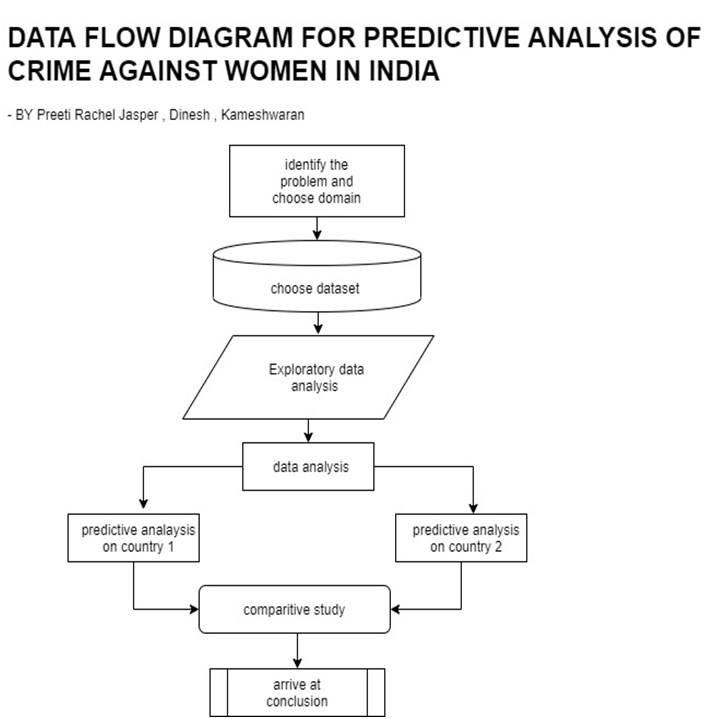 DATA FLOW DIAGRAM FOR PREDICTIVE ANALYSIS OF
CRIME AGAINST WOMEN IN INDIA
- BY Preeti Rachel Jasper , Dinesh , Kameshwaran
identify the
problem and
choose domain
choose dataset
Exploratory data
analysis
data analysis
predictive analaysis
on country 1
predictive analysis
on country 2
comparitive study
arrive at
conclusion